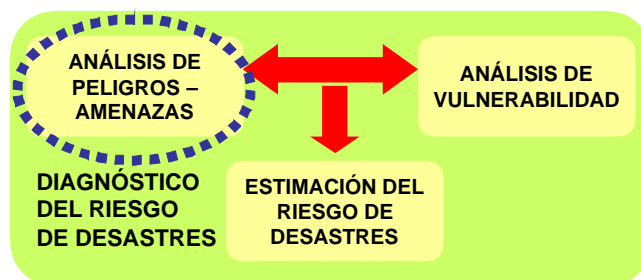 ANÁLISIS DE
PELIGROS –
AMENAZAS
ANÁLISIS DE
VULNERABILIDAD
DIAGNÓSTICO
DEL RIESGO
DE DESASTRES
ESTIMACIÓN DEL
RIESGO DE
DESASTRES